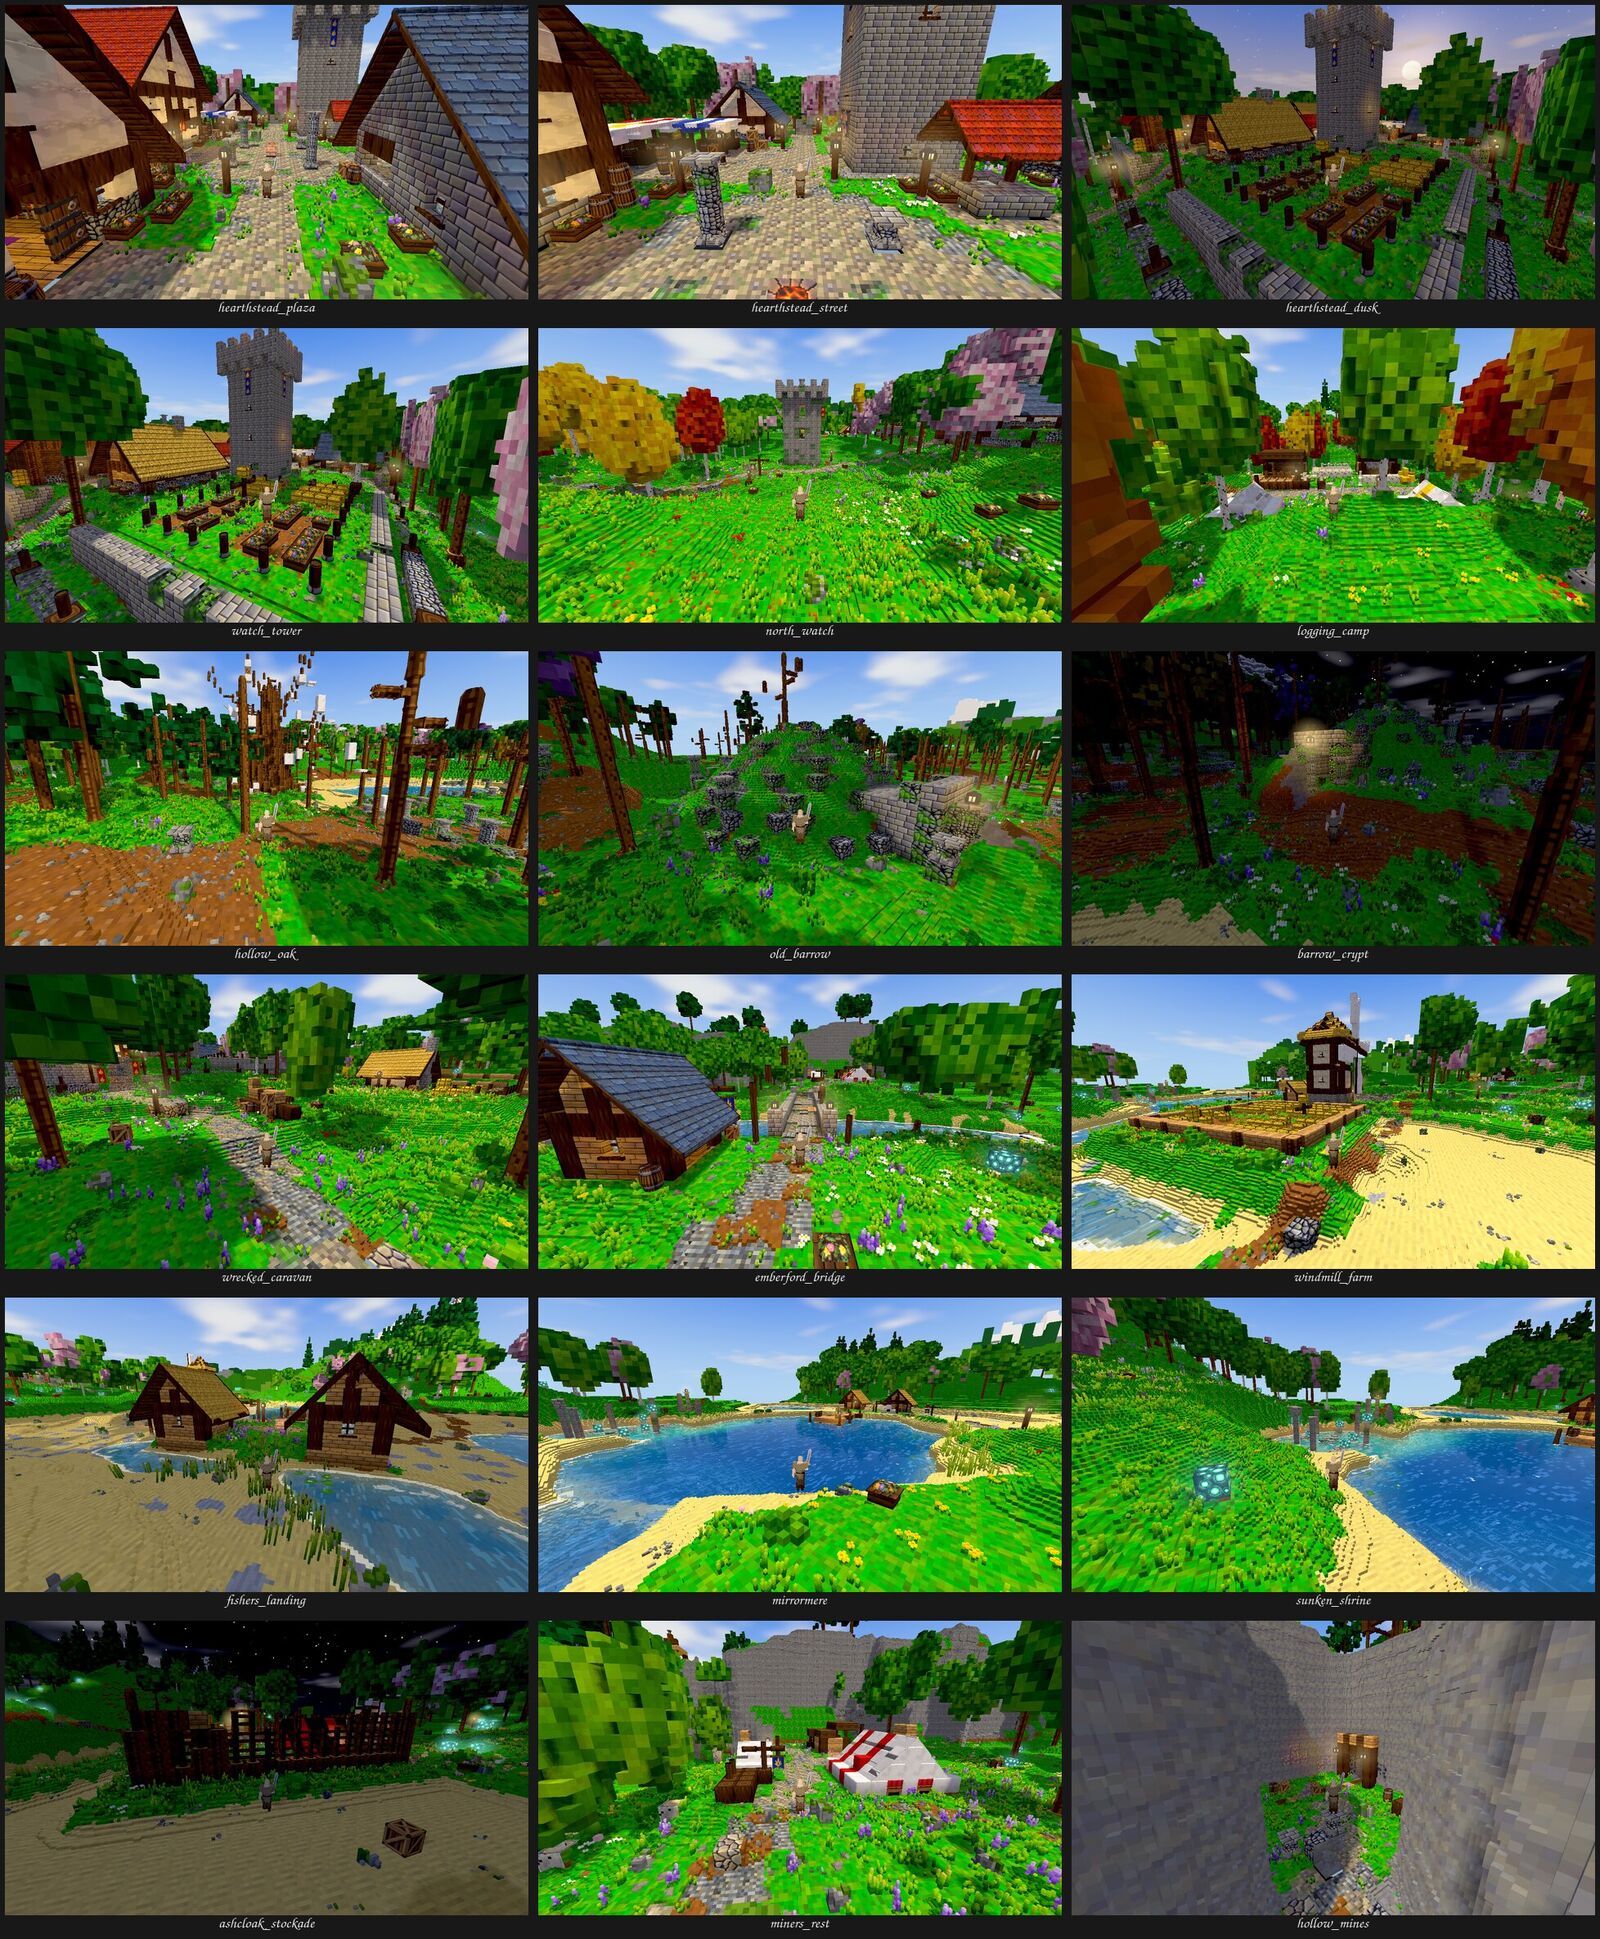 hearthstead_plaza
hearthstead_street
hearthstead_dusk
watch_tower
north_watch
logging_camp
hollow_oak
old_barrow
barrow_crypt
wrecked_caravan
emberford_bridge
windmill_farm
fishers_landing
mirrormere
sunken_shrine
ashcloak_stockade
miners_rest
hollow_mines